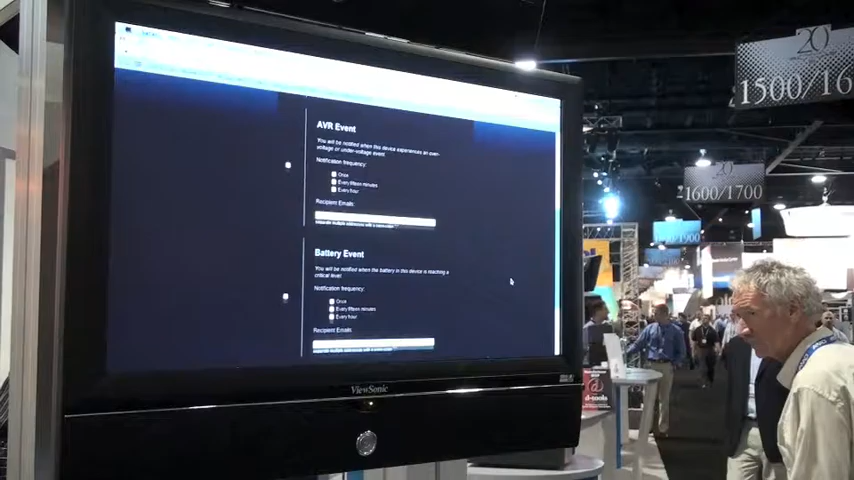 AVR Event
You will be notified when this device experiences an over-
voltage or under-voltage event
Notification frequency:
Once
Every fifteen minutes
Every hour
Recipient Emails:
Battery Event
You will be notified when the battery in this device is reaching a
critical level
Notification frequency:
Once
Every fifteen minutes
Every hour
Recipient Emails:
ViewSonic
20
1500/16
20
1600/1700
d-tools